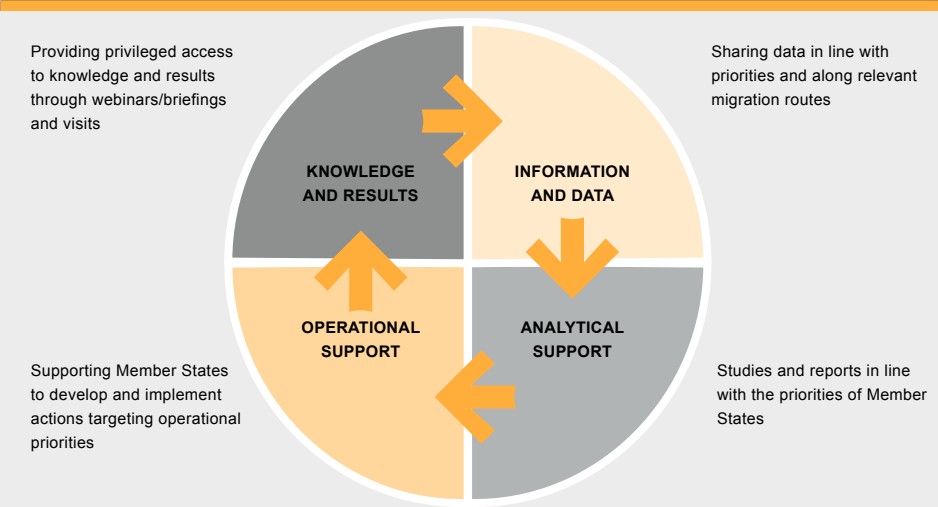 Providing privileged access
to knowledge and results
through webinars/briefings
and visits
Sharing data in line with
priorities and along relevant
migration routes
KNOWLEDGE
AND RESULTS
INFORMATION
AND DATA
OPERATIONAL
SUPPORT
ANALYTICAL
SUPPORT
Supporting Member States
to develop and implement
actions targeting operational
priorities
Studies and reports in line
with the priorities of Member
States